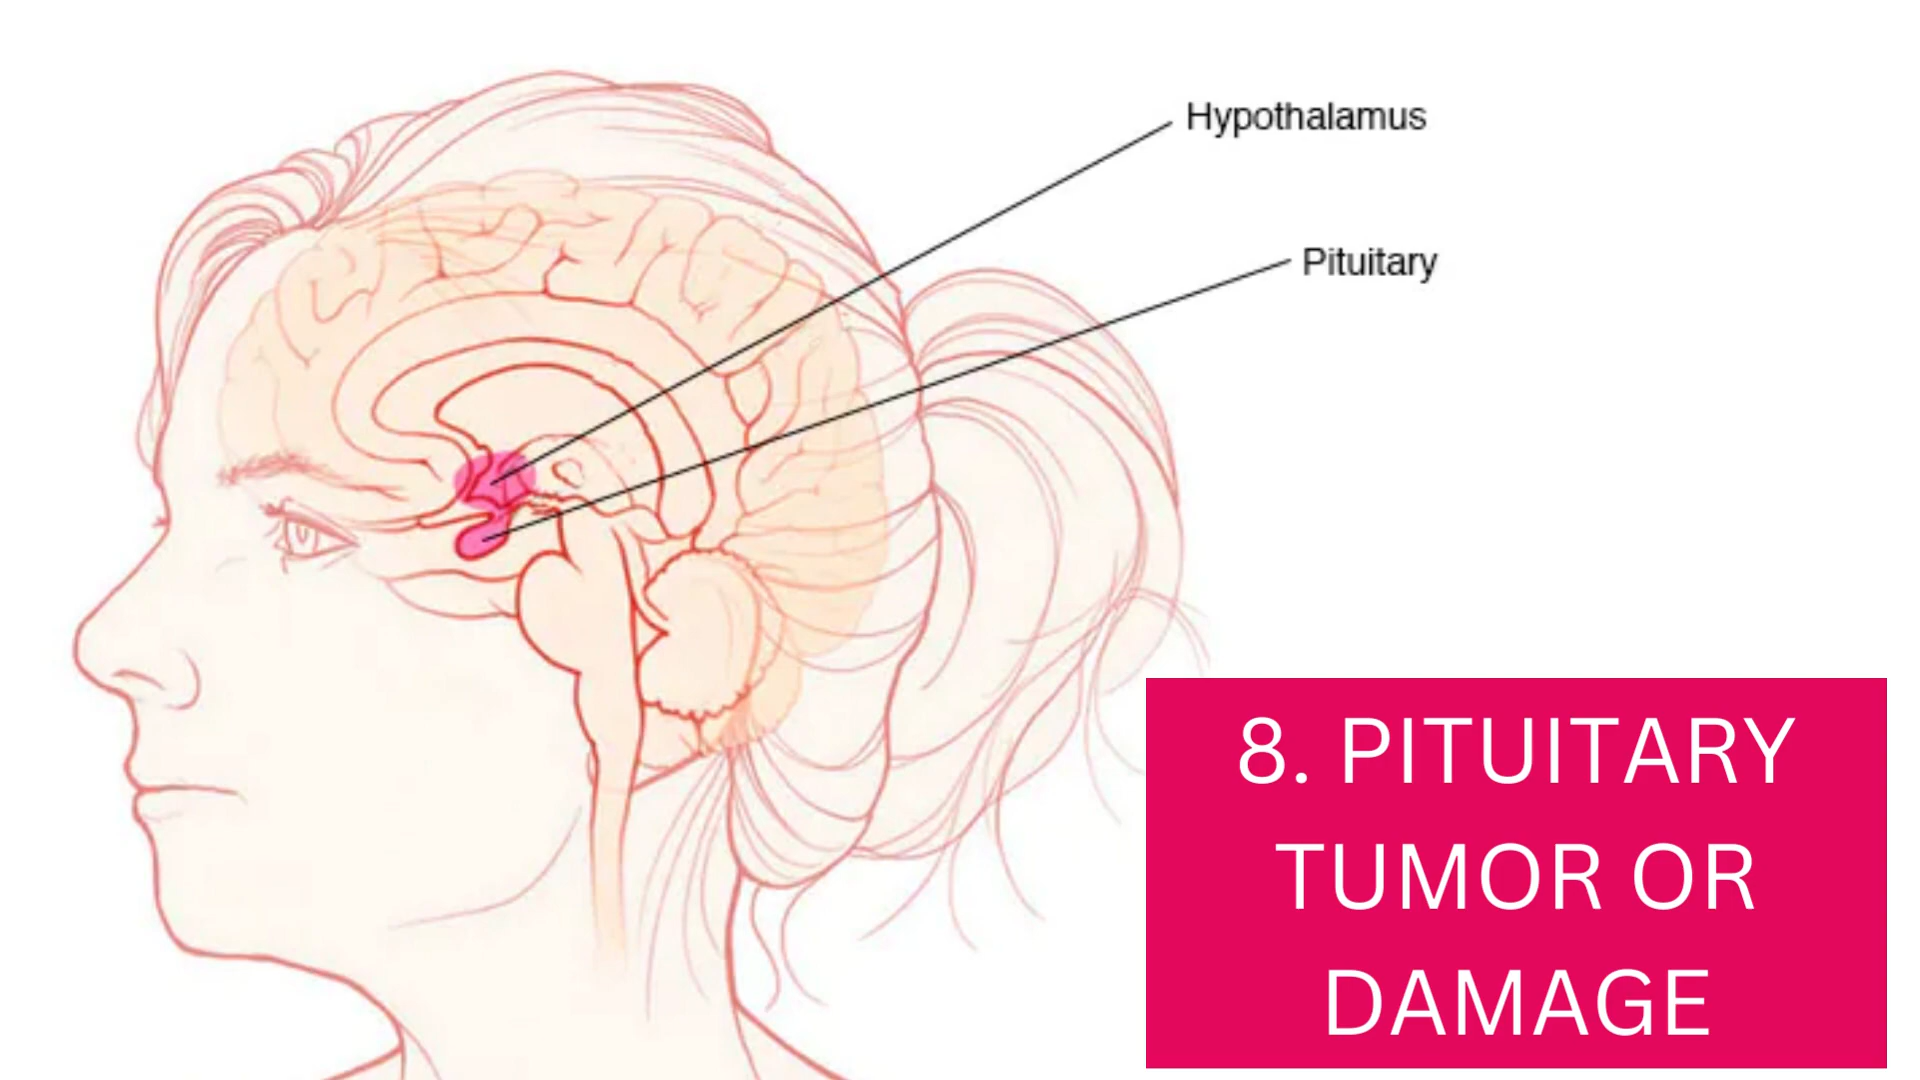 Hypothalamus
Pituitary
8. PITUITARY
TUMOR OR
DAMAGE